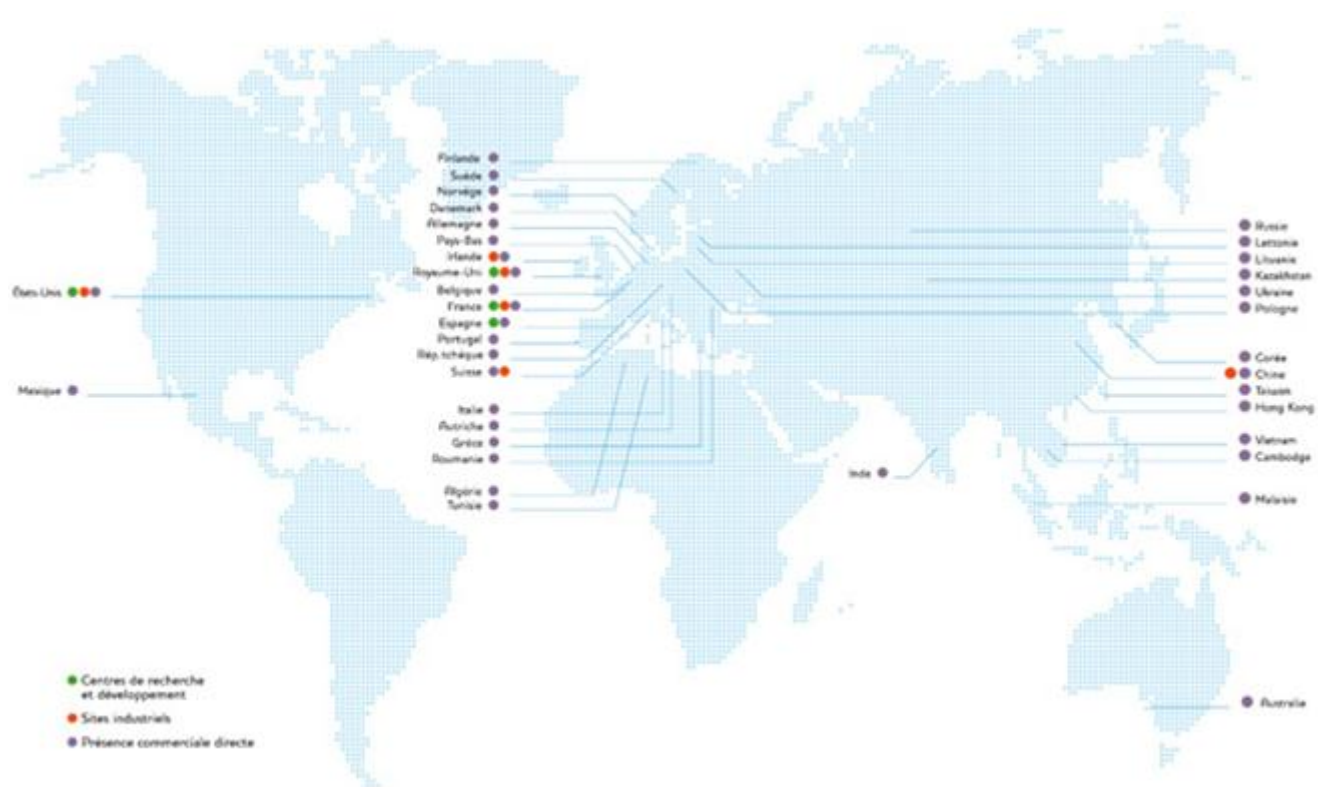 Finlande
Suède
Norvège
Danemark
Allemagne
Pays-Bas
Irlande
Royaume-Uni
Belgique
France
Espagne
Portugal
Rép. tchèque
Suisse
Italie
Autriche
Grèce
Roumanie
Algérie
Tunisie
États-Unis
Mexique
Inde
Russie
Lettonie
Lituanie
Kazakhstan
Ukraine
Pologne
Corée
Chine
Taiwan
Hong Kong
Vietnam
Cambodge
Malaisie
Australie
Centres de recherche
et développement
Sites industriels
Présence commerciale directe